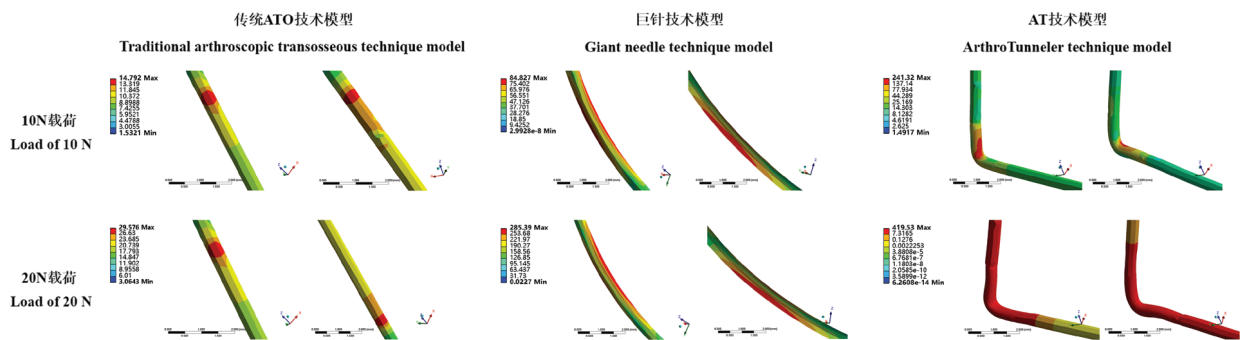 传统ATO技术模型
Traditional arthroscopic transosseous technique model
巨针技术模型
Giant needle technique model
AT技术模型
ArthroTunneler technique model
10N载荷
Load of 10 N
14.792 Max
13.319
11.845
10.372
8.8988
7.4255
5.9521
4.4788
3.0055
1.5321 Min
84.827 Max
75.402
65.976
56.551
47.126
37.701
28.276
18.85
9.4252
2.9928e-8 Min
241.32 Max
137.14
77.934
44.289
25.169
14.303
8.1282
4.6191
2.625
1.4917 Min
20N载荷
Load of 20 N
29.576 Max
26.63
23.685
20.739
17.793
14.847
11.902
8.9558
6.01
3.0643 Min
285.39 Max
253.68
221.97
190.27
158.56
126.85
95.145
63.437
31.73
0.0227 Min
419.53 Max
7.3165
0.1276
0.0022253
3.8808e-5
6.7681e-7
1.1803e-8
2.0585e-10
3.5899e-12
6.2608e-14 Min